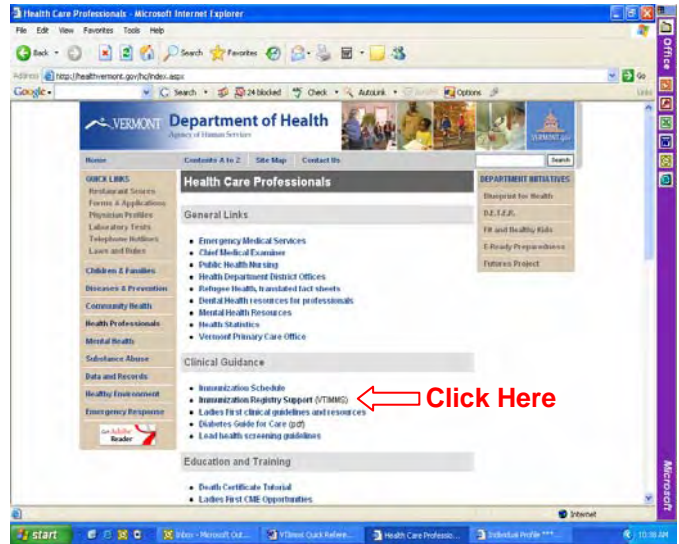 Health Care Professionals - Microsoft Internet Explorer
File Edit View Favorites Tools Help
Back Search Favorites
Address http://healthvermont.gov/hc/index.aspx Go
Google Search 24 blocked Check AutoLink Options Links
VERMONT Department of Health
Agency of Human Services
VERMONT.gov
Home Contents A to Z Site Map Contact Us Search
QUICK LINKS
Restaurant Scores
Forms & Applications
Physician Profiles
Laboratory Tests
Telephone Hotlines
Laws and Rules
Children & Families
Diseases & Prevention
Community Health
Health Professionals
Mental Health
Substance Abuse
Data and Records
Healthy Environment
Emergency Response
Get Adobe
Reader
Health Care Professionals
General Links
Emergency Medical Services
Chief Medical Examiner
Public Health Nursing
Health Department District Offices
Refugee Health, translated fact sheets
Dental Health resources for professionals
Mental Health Resources
Health Statistics
Vermont Primary Care Office
Clinical Guidance
Immunization Schedule
Immunization Registry Support (VTIMMS)
Click Here
Ladies First clinical guidelines and resources
Diabetes Guide for Care (pdf)
Lead health screening guidelines
Education and Training
Death Certificate Tutorial
Ladies First CME Opportunities
DEPARTMENT INITIATIVES
Blueprint for Health
D.E.T.E.R.
Fit and Healthy Kids
E-Ready Preparedness
Futures Project
Office
Microsoft
Internet
start
Inbox - Microsoft Out...
VTimms Quick Refere...
Health Care Professio...
Individual Profile ***...
10:38 AM